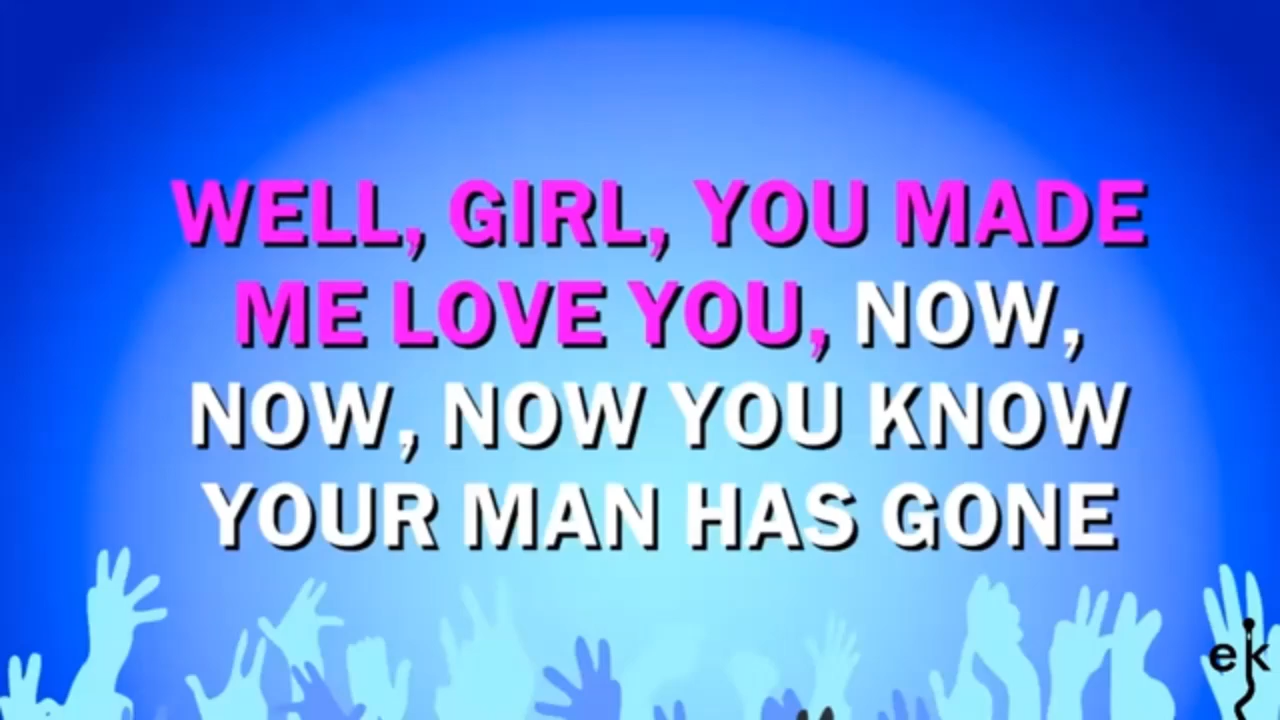 WELL, GIRL, YOU MADE
ME LOVE YOU, NOW,
NOW, NOW YOU KNOW
YOUR MAN HAS GONE
ek